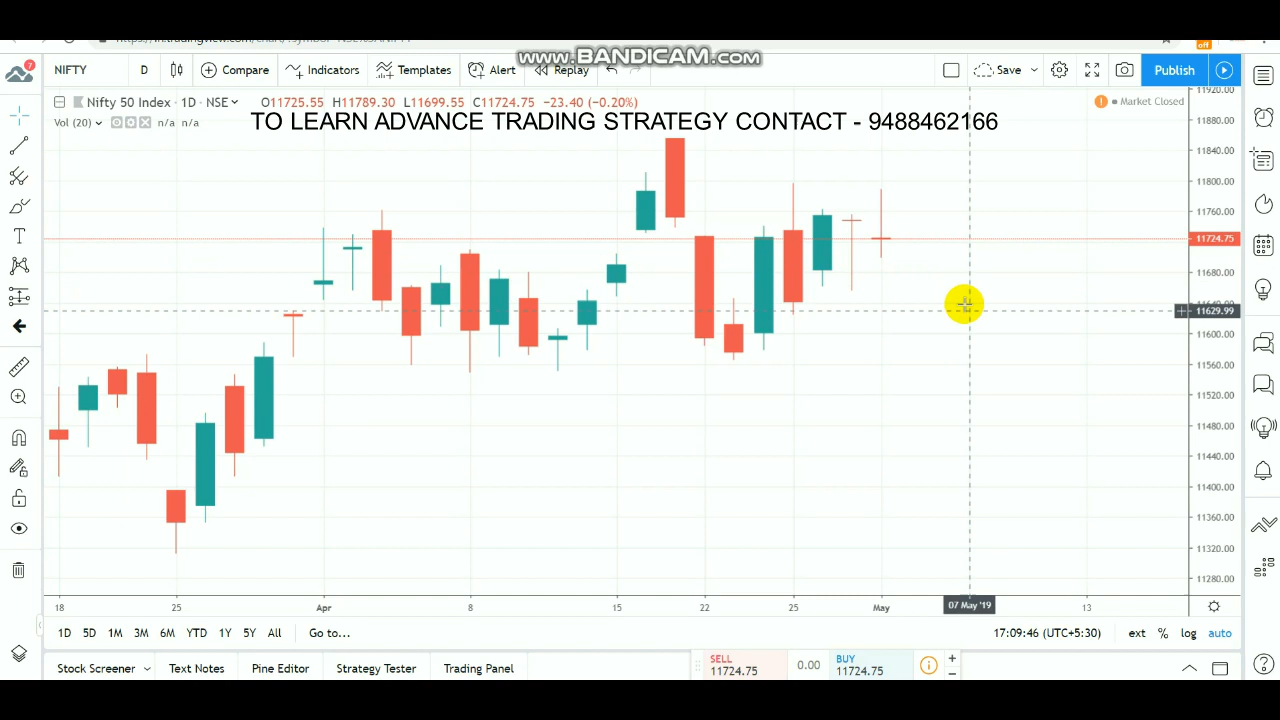 www.BANDICAM.com
7
NIFTY
D
Compare
Indicators
Templates
Alert
Replay
Save
Publish
off
Nifty 50 Index • 1D • NSE
O11725.55 H11789.30 L11699.55 C11724.75 −23.40 (−0.20%)
Market Closed
Vol (20)
n/a n/a
TO LEARN ADVANCE TRADING STRATEGY CONTACT - 9488462166
11920.00
11880.00
11840.00
11800.00
11760.00
11724.75
11680.00
11640.00
11629.99
11600.00
11560.00
11520.00
11480.00
11440.00
11400.00
11360.00
11320.00
11280.00
18
25
Apr
8
15
22
25
May
07 May '19
13
1D 5D 1M 3M 6M YTD 1Y 5Y All Go to...
17:09:46 (UTC+5:30) ext % log auto
Stock Screener
Text Notes
Pine Editor
Strategy Tester
Trading Panel
SELL
11724.75
0.00
BUY
11724.75